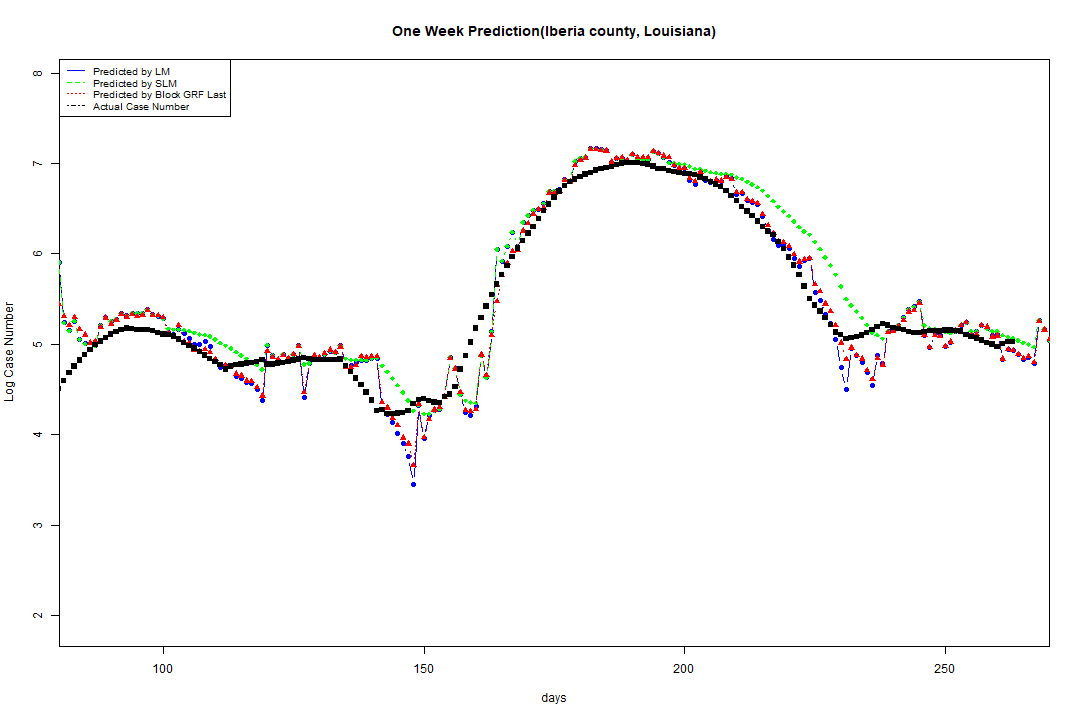 One Week Prediction(Iberia county, Louisiana)
Predicted by LM
Predicted by SLM
Predicted by Block GRF Last
Actual Case Number
8
7
6
5
4
3
2
Log Case Number
100 150 200 250
days